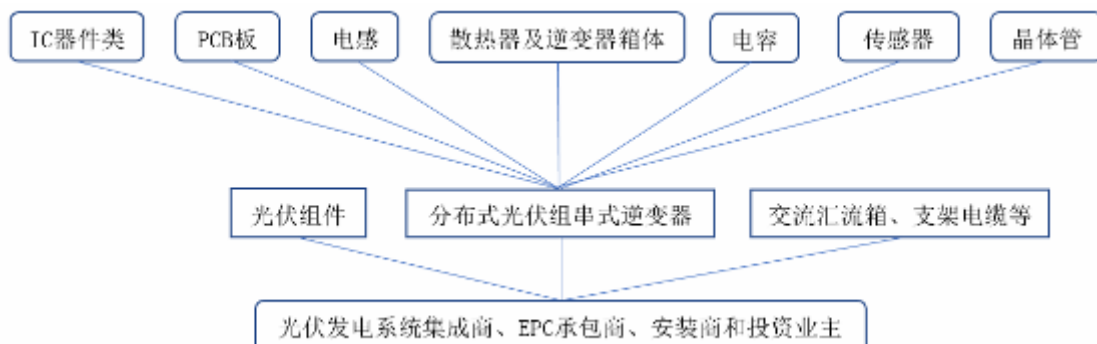 IC器件类
PCB板
电感
散热器及逆变器箱体
电容
传感器
晶体管
光伏组件
分布式光伏组串式逆变器
交流汇流箱、支架电缆等
光伏发电系统集成商、EPC承包商、安装商和投资业主